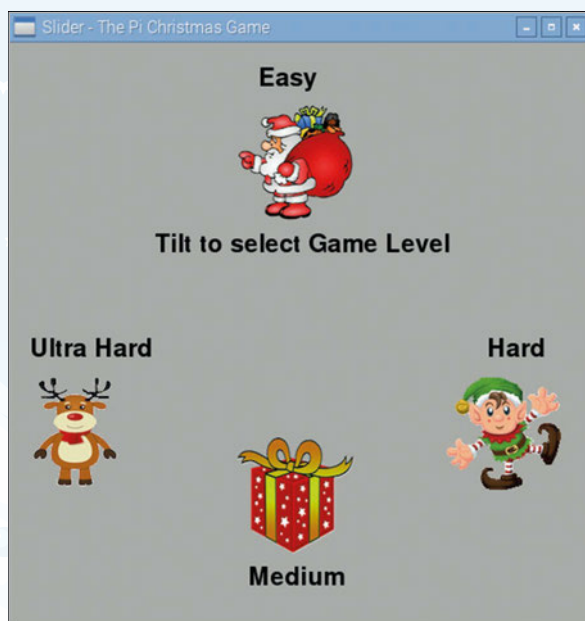 Slider - The Pi Christmas Game
Easy
Tilt to select Game Level
Ultra Hard
Hard
Medium